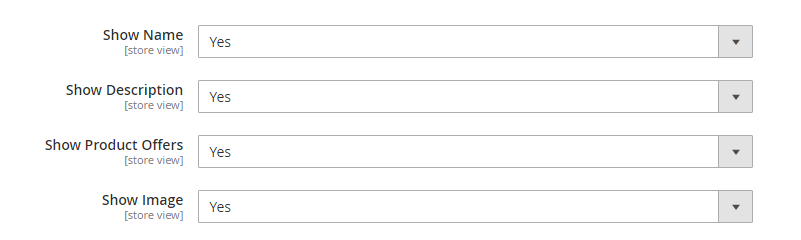 Show Name
[store view]
Yes
Show Description
[store view]
Yes
Show Product Offers
[store view]
Yes
Show Image
[store view]
Yes